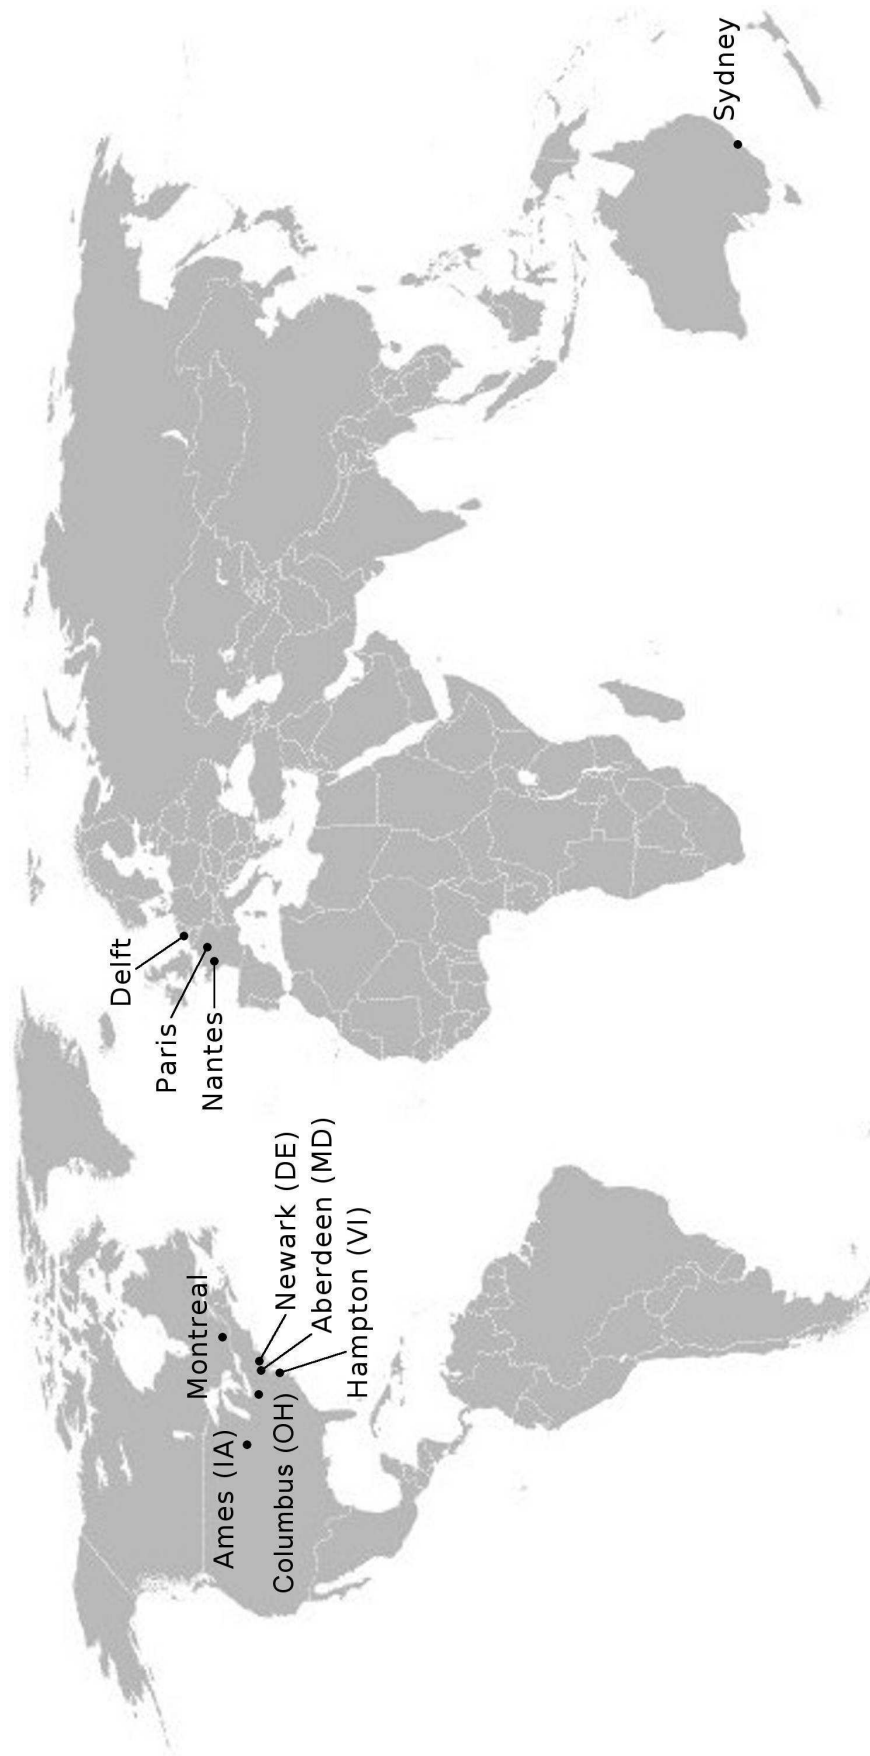 Montreal
Ames (IA)
Columbus (OH)
Newark (DE)
Aberdeen (MD)
Hampton (VI)
Delft
Paris
Nantes
Sydney